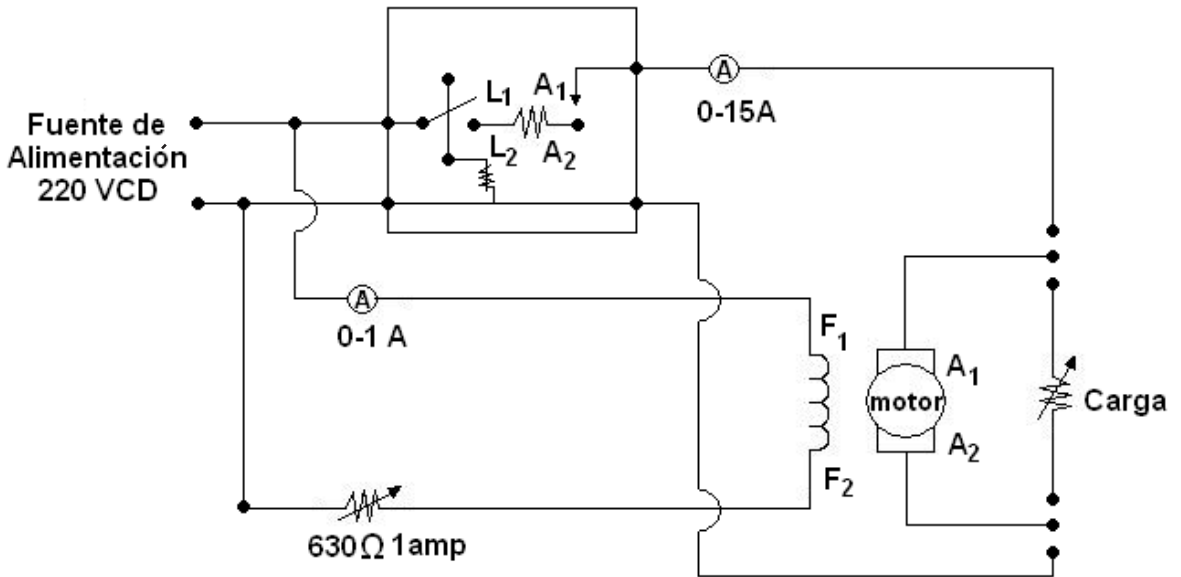 Fuente de
Alimentación
220 VCD
L1
A1
L2
A2
A
0-15A
A
0-1 A
F1
F2
motor
A1
A2
Carga
630Ω 1amp